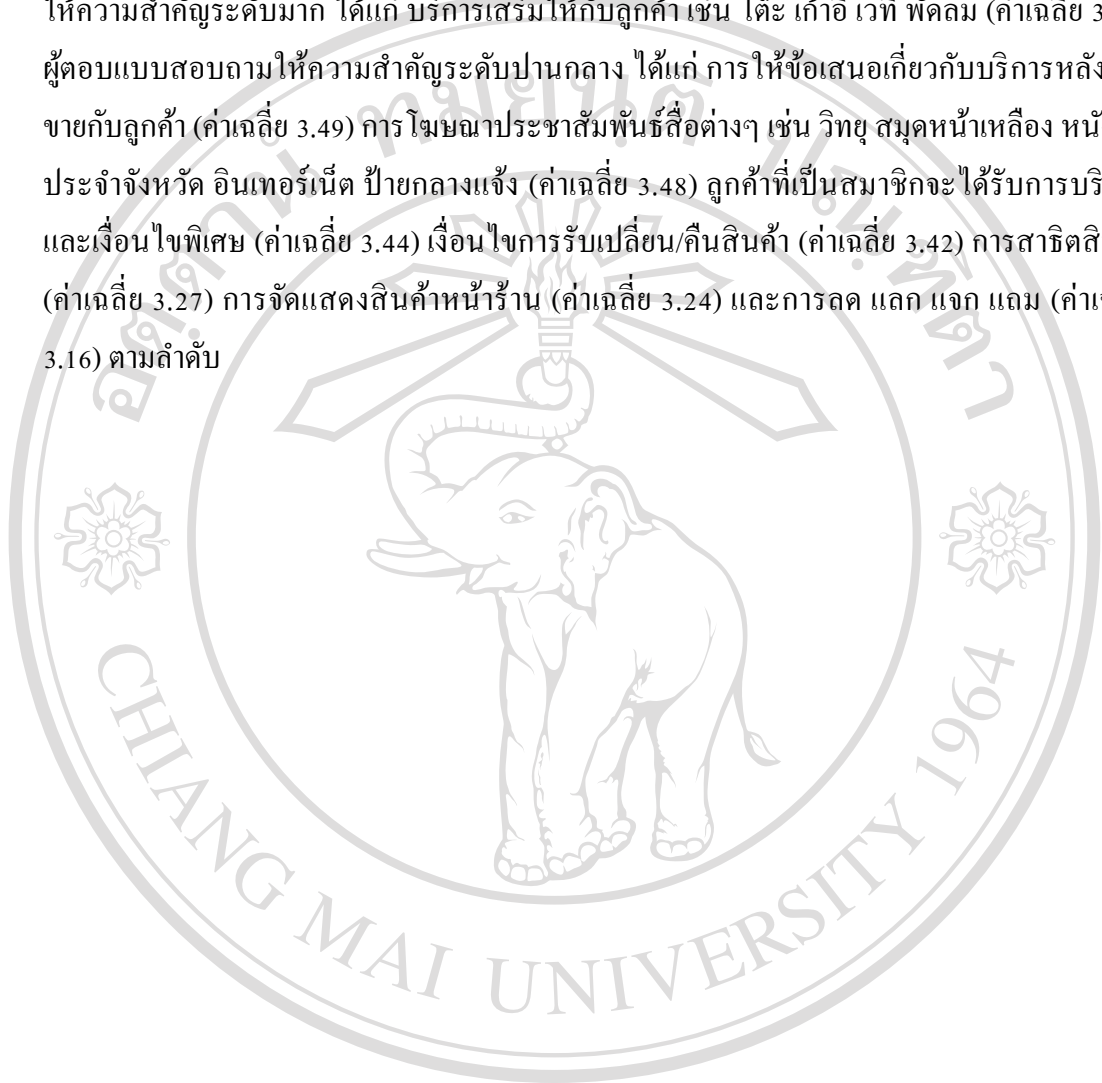 ให้ความสำคัญระดับมาก ได้แก่ บริการเสริมให้กับลูกค้า เช่น โต๊ะ เก้าอี้ เวที พัดลม (ค่าเฉลี่ย 3
ผู้ตอบแบบสอบถามให้ความสำคัญระดับปานกลาง ได้แก่ การให้ข้อเสนอเกี่ยวกับบริการหลัง
ขายกับลูกค้า (ค่าเฉลี่ย 3.49) การโฆษณาประชาสัมพันธ์สื่อต่างๆ เช่น วิทยุ สมุดหน้าเหลือง หนั
ประจำจังหวัด อินเทอร์เน็ต ป้ายกลางแจ้ง (ค่าเฉลี่ย 3.48) ลูกค้าที่เป็นสมาชิกจะได้รับการบริ
และเงื่อนไขพิเศษ (ค่าเฉลี่ย 3.44) เงื่อนไขการรับเปลี่ยน/คืนสินค้า (ค่าเฉลี่ย 3.42) การสาธิตสิ
(ค่าเฉลี่ย 3.27) การจัดแสดงสินค้าหน้าร้าน (ค่าเฉลี่ย 3.24) และการลด แลก แจก แถม (ค่าเ
3.16) ตามลำดับ
อตฺตานํ ทมยนฺติ ปณฺฑิตา
CHIANG MAI UNIVERSITY 1964